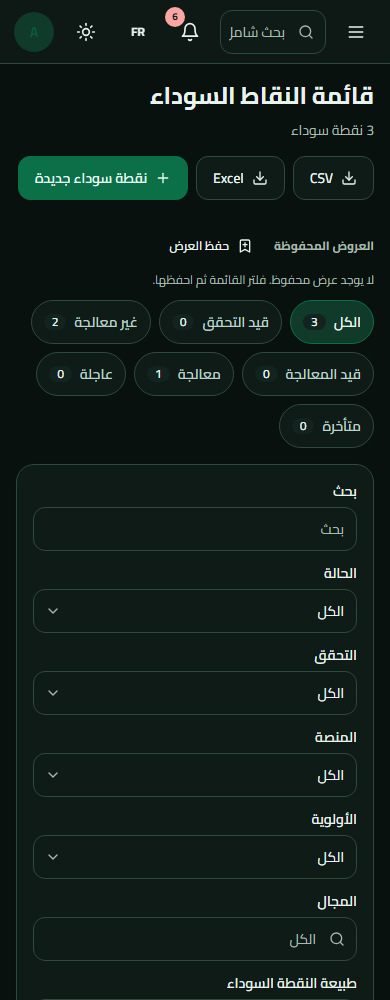 بحث شامل
6
FR
A
قائمة النقاط السوداء
3 نقطة سوداء
CSV
Excel
نقطة سوداء جديدة
العروض المحفوظة
حفظ العرض
لا يوجد عرض محفوظ. فلتر القائمة ثم احفظها.
الكل 3
قيد التحقق 0
غير معالجة 2
قيد المعالجة 0
معالجة 1
عاجلة 0
متأخرة 0
بحث
بحث
الحالة
الكل
التحقق
الكل
المنصة
الكل
الأولوية
الكل
المجال
الكل
طبيعة النقطة السوداء